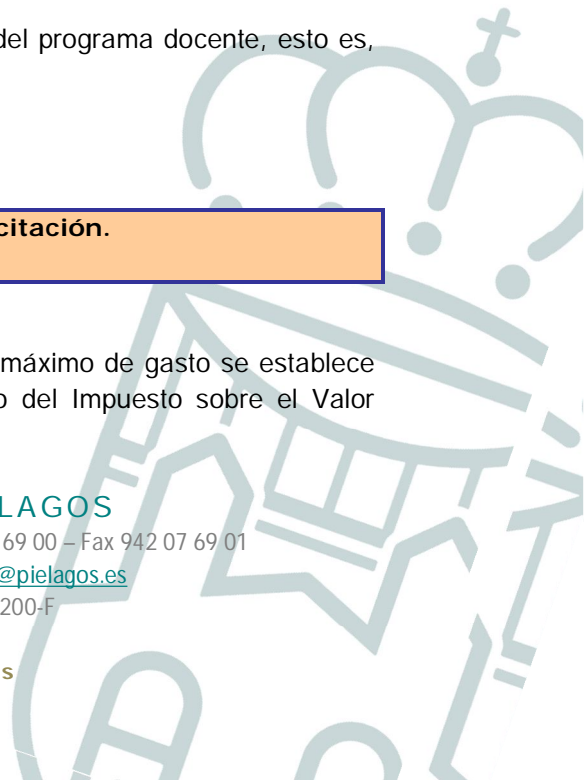 del programa docente, esto es,
citación.
máximo de gasto se establece
o del Impuesto sobre el Valor
LAGOS
69 00 – Fax 942 07 69 01
@pielagos.es
200-F
s